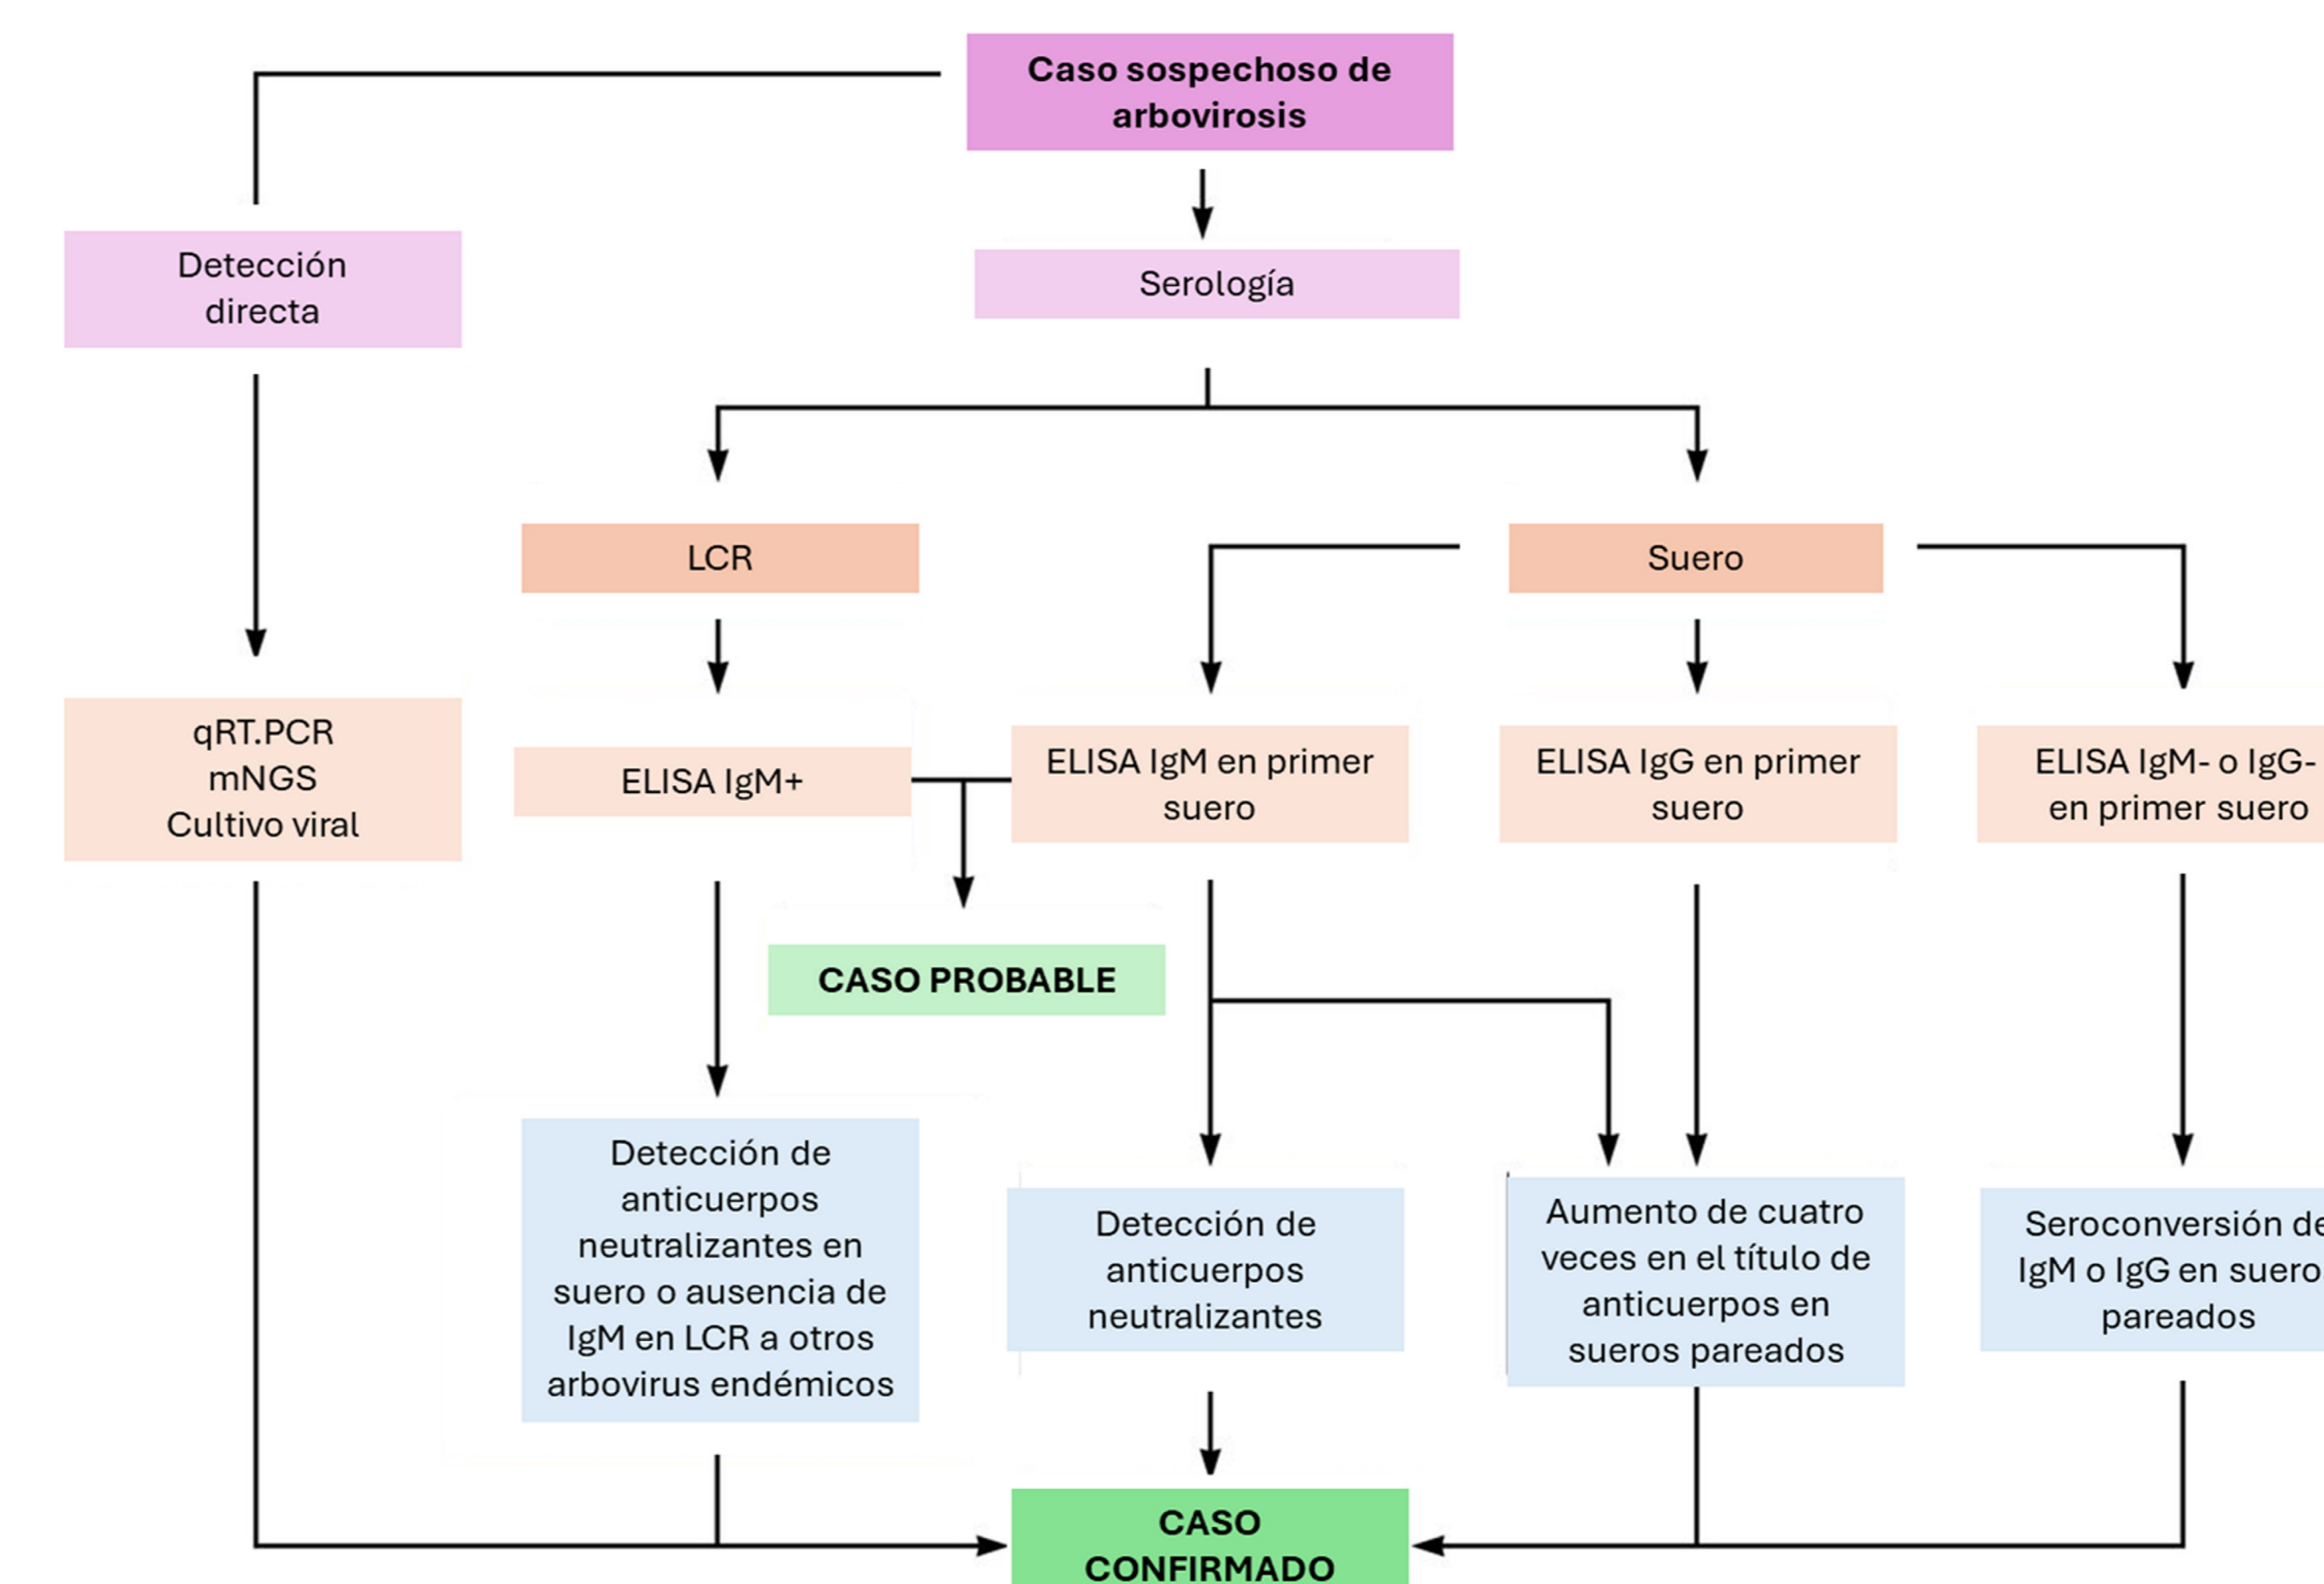 Caso sospechoso de
arbovirosis
Detección
directa
Serología
LCR
Suero
qRT.PCR
mNGS
Cultivo viral
ELISA IgM+
ELISA IgM en primer
suero
ELISA IgG en primer
suero
ELISA IgM- o IgG-
en primer suero
CASO PROBABLE
Detección de
anticuerpos
neutralizantes en
suero o ausencia de
IgM en LCR a otros
arbovirus endémicos
Detección de
anticuerpos
neutralizantes
Aumento de cuatro
veces en el título de
anticuerpos en
sueros pareados
Seroconversión de
IgM o IgG en suero
pareados
CASO
CONFIRMADO